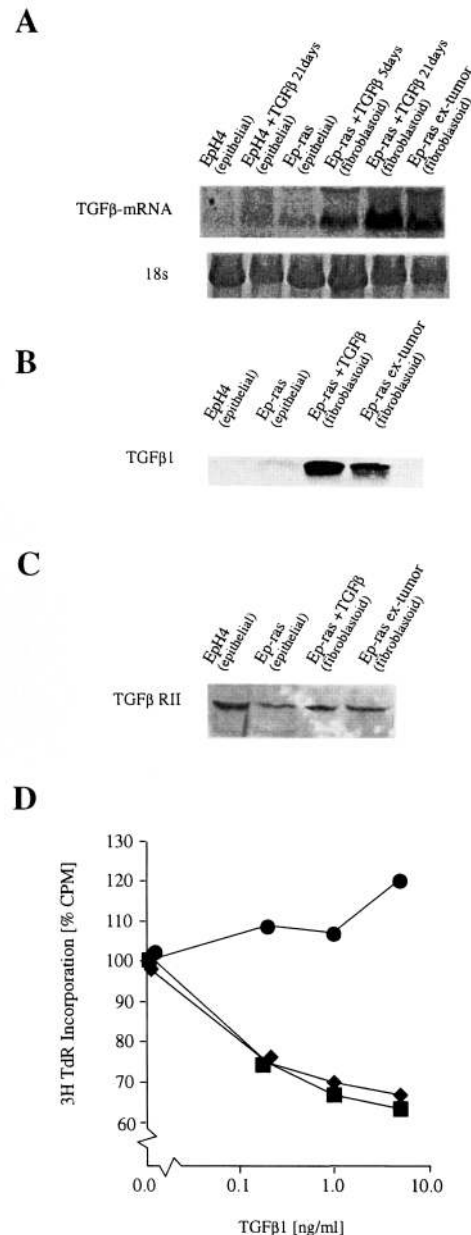 A
EpH4
(epithelial)
EpH4 + TGFβ 21days
(epithelial)
Ep-ras
(epithelial)
Ep-ras +TGFβ 5days
(fibroblastoid)
Ep-ras + TGFβ 21days
(fibroblastoid)
Ep-ras ex-tumor
(fibroblastoid)
TGFβ-mRNA
18s
B
EpH4
(epithelial)
Ep-ras
(epithelial)
Ep-ras +TGFβ
(fibroblastoid)
Ep-ras ex-tumor
(fibroblastoid)
TGFβ1
C
EpH4
(epithelial)
Ep-ras
(epithelial)
Ep-ras +TGFβ
(fibroblastoid)
Ep-ras ex-tumor
(fibroblastoid)
TGFβ RII
D
3H TdR Incorporation [% CPM]
130
120
110
100
90
80
70
60
0.0
0.1
1.0
10.0
TGFβ1 [ng/ml]